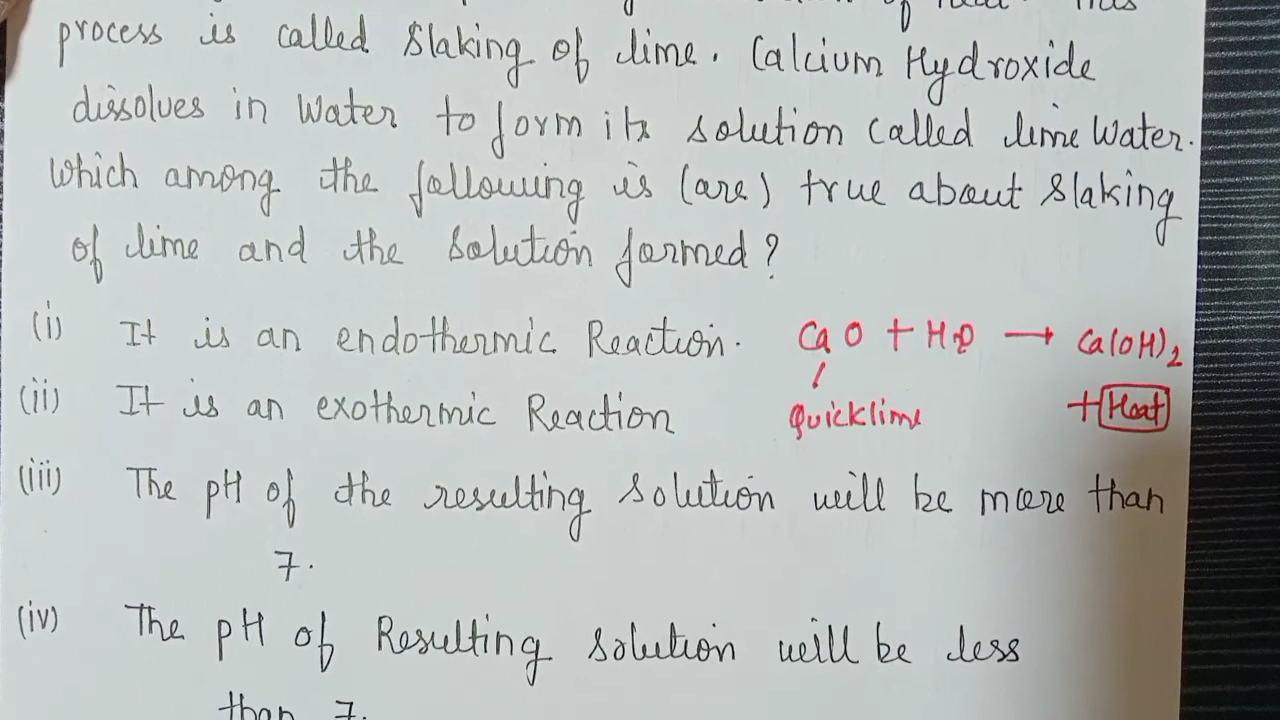 process is called slaking of lime. Calcium Hydroxide
dissolves in water to form its solution called lime water.
Which among the following is (are) true about slaking
of lime and the solution formed?
(i) It is an endothermic Reaction. CaO + H2O → Ca(OH)2
(ii) It is an exothermic Reaction quicklime + Heat
(iii) The pH of the resulting solution will be more than
7.
(iv) The pH of Resulting solution will be less
than 7.